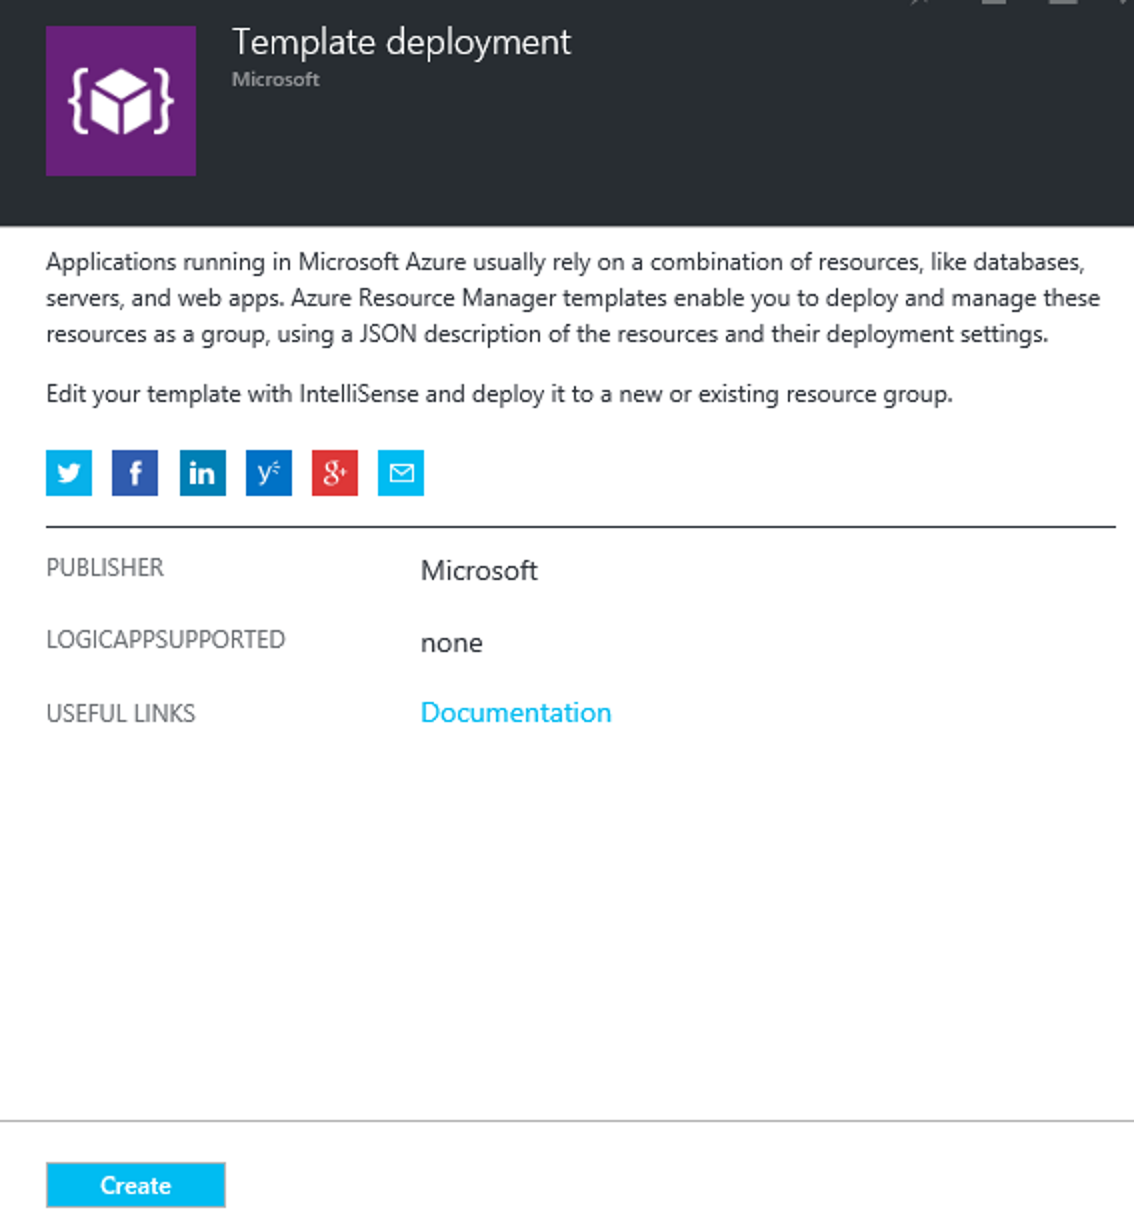 Template deployment
Microsoft
Applications running in Microsoft Azure usually rely on a combination of resources, like databases,
servers, and web apps. Azure Resource Manager templates enable you to deploy and manage these
resources as a group, using a JSON description of the resources and their deployment settings.
Edit your template with IntelliSense and deploy it to a new or existing resource group.
PUBLISHER Microsoft
LOGICAPPSUPPORTED none
USEFUL LINKS Documentation
Create